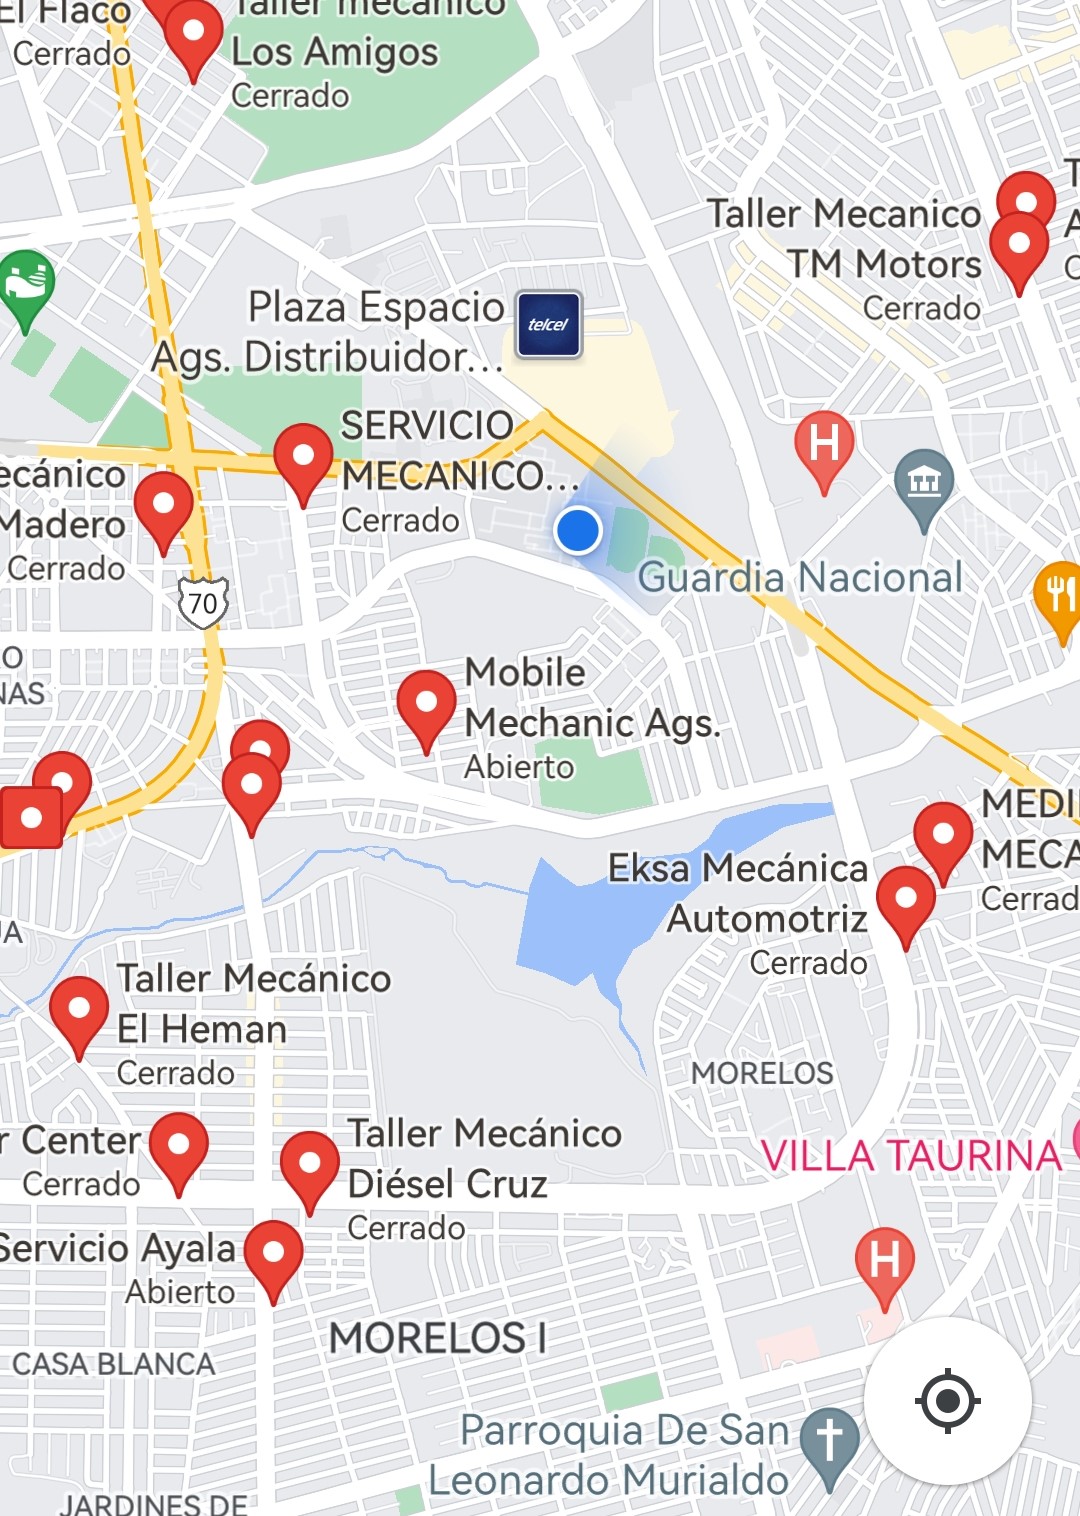 El Flaco
Cerrado
Taller mecánico
Los Amigos
Cerrado
Taller Mecanico
TM Motors
Cerrado
Plaza Espacio
Ags. Distribuidor...
telcel
SERVICIO
MECANICO...
Cerrado
ecánico
Madero
Cerrado
H
70
Guardia Nacional
Mobile
Mechanic Ags.
Abierto
MEDI
MECA
Cerrad
Eksa Mecánica
Automotriz
Cerrado
Taller Mecánico
El Heman
Cerrado
MORELOS
r Center
Cerrado
Taller Mecánico
Diésel Cruz
Cerrado
VILLA TAURINA
Servicio Ayala
Abierto
H
MORELOS I
CASA BLANCA
Parroquia De San
Leonardo Murialdo
JARDINES DE